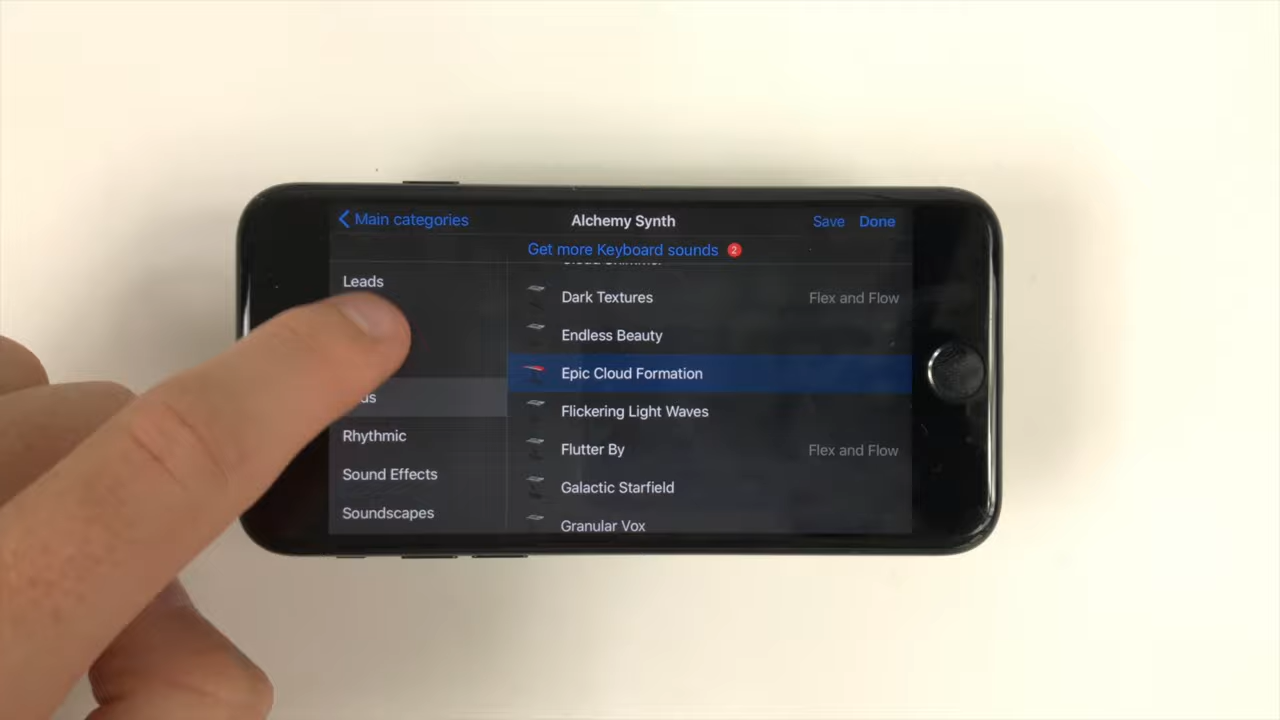 Main categories
Alchemy Synth
Save
Done
Get more Keyboard sounds 2
Leads
Rhythmic
Sound Effects
Soundscapes
Dark Textures
Flex and Flow
Endless Beauty
Epic Cloud Formation
Flickering Light Waves
Flutter By
Flex and Flow
Galactic Starfield
Granular Vox